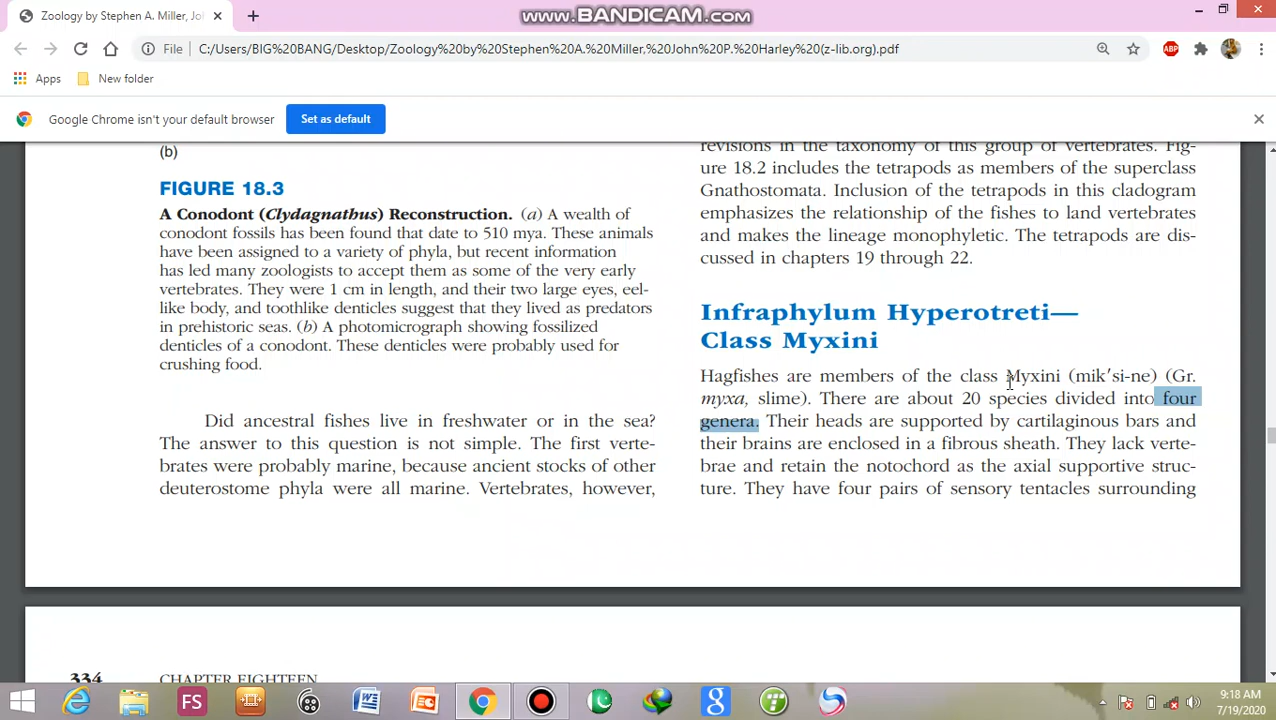 Zoology by Stephen A. Miller, Joh
www.BANDICAM.com
File
C:/Users/BIG%20BANG/Desktop/Zoology%20by%20Stephen%20A.%20Miller,%20John%20P.%20Harley%20(z-lib.org).pdf
ABP
Apps
New folder
Google Chrome isn't your default browser
Set as default
(b)
FIGURE 18.3
A Conodont (Clydagnathus) Reconstruction. (a) A wealth of
conodont fossils has been found that date to 510 mya. These animals
have been assigned to a variety of phyla, but recent information
has led many zoologists to accept them as some of the very early
vertebrates. They were 1 cm in length, and their two large eyes, eel-
like body, and toothlike denticles suggest that they lived as predators
in prehistoric seas. (b) A photomicrograph showing fossilized
denticles of a conodont. These denticles were probably used for
crushing food.
Did ancestral fishes live in freshwater or in the sea?
The answer to this question is not simple. The first verte-
brates were probably marine, because ancient stocks of other
deuterostome phyla were all marine. Vertebrates, however,
revisions in the taxonomy of this group of vertebrates. Fig-
ure 18.2 includes the tetrapods as members of the superclass
Gnathostomata. Inclusion of the tetrapods in this cladogram
emphasizes the relationship of the fishes to land vertebrates
and makes the lineage monophyletic. The tetrapods are dis-
cussed in chapters 19 through 22.
Infraphylum Hyperotreti—
Class Myxini
Hagfishes are members of the class Myxini (mik′si-ne) (Gr.
myxa, slime). There are about 20 species divided into four
genera. Their heads are supported by cartilaginous bars and
their brains are enclosed in a fibrous sheath. They lack verte-
brae and retain the notochord as the axial supportive struc-
ture. They have four pairs of sensory tentacles surrounding
334 CHAPTER EIGHTEEN
FS
9:18 AM
7/19/2020